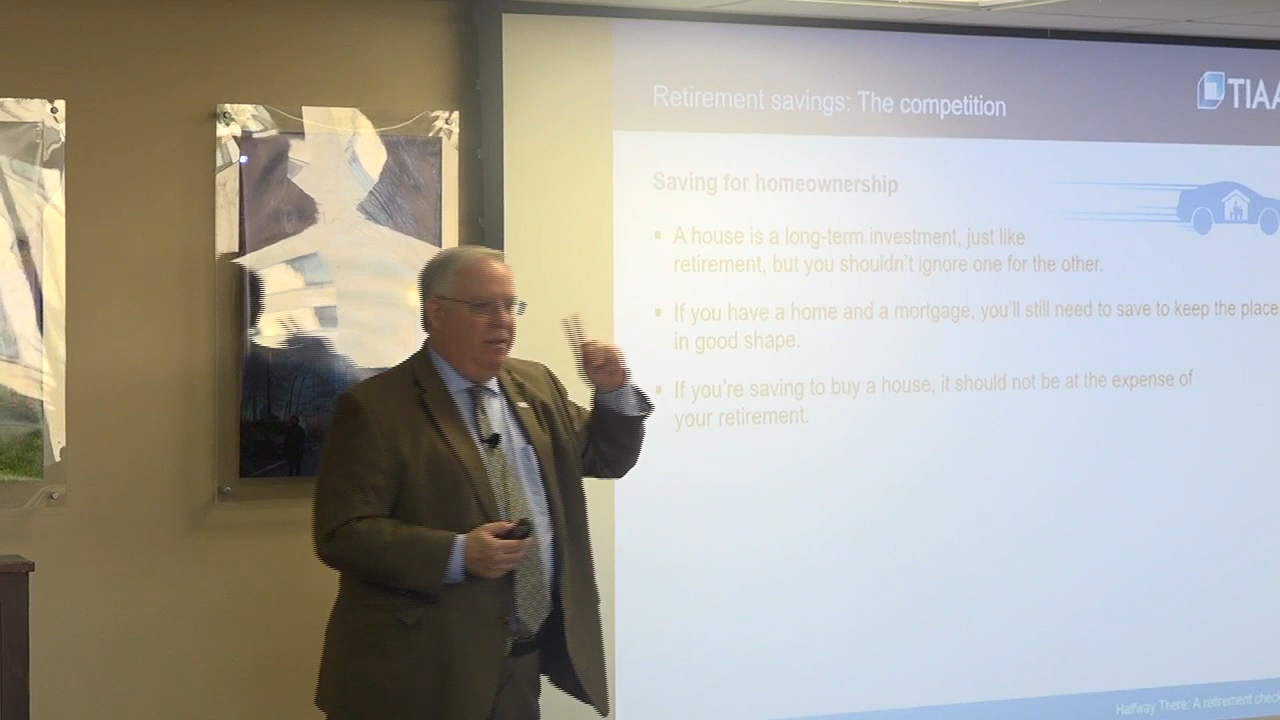 Retirement savings: The competition
TIAA
Saving for homeownership
▪ A house is a long-term investment, just like
retirement, but you shouldn't ignore one for the other.
▪ If you have a home and a mortgage, you'll still need to save to keep the place
in good shape.
▪ If you're saving to buy a house, it should not be at the expense of
your retirement.
Halfway There: A retirement chec